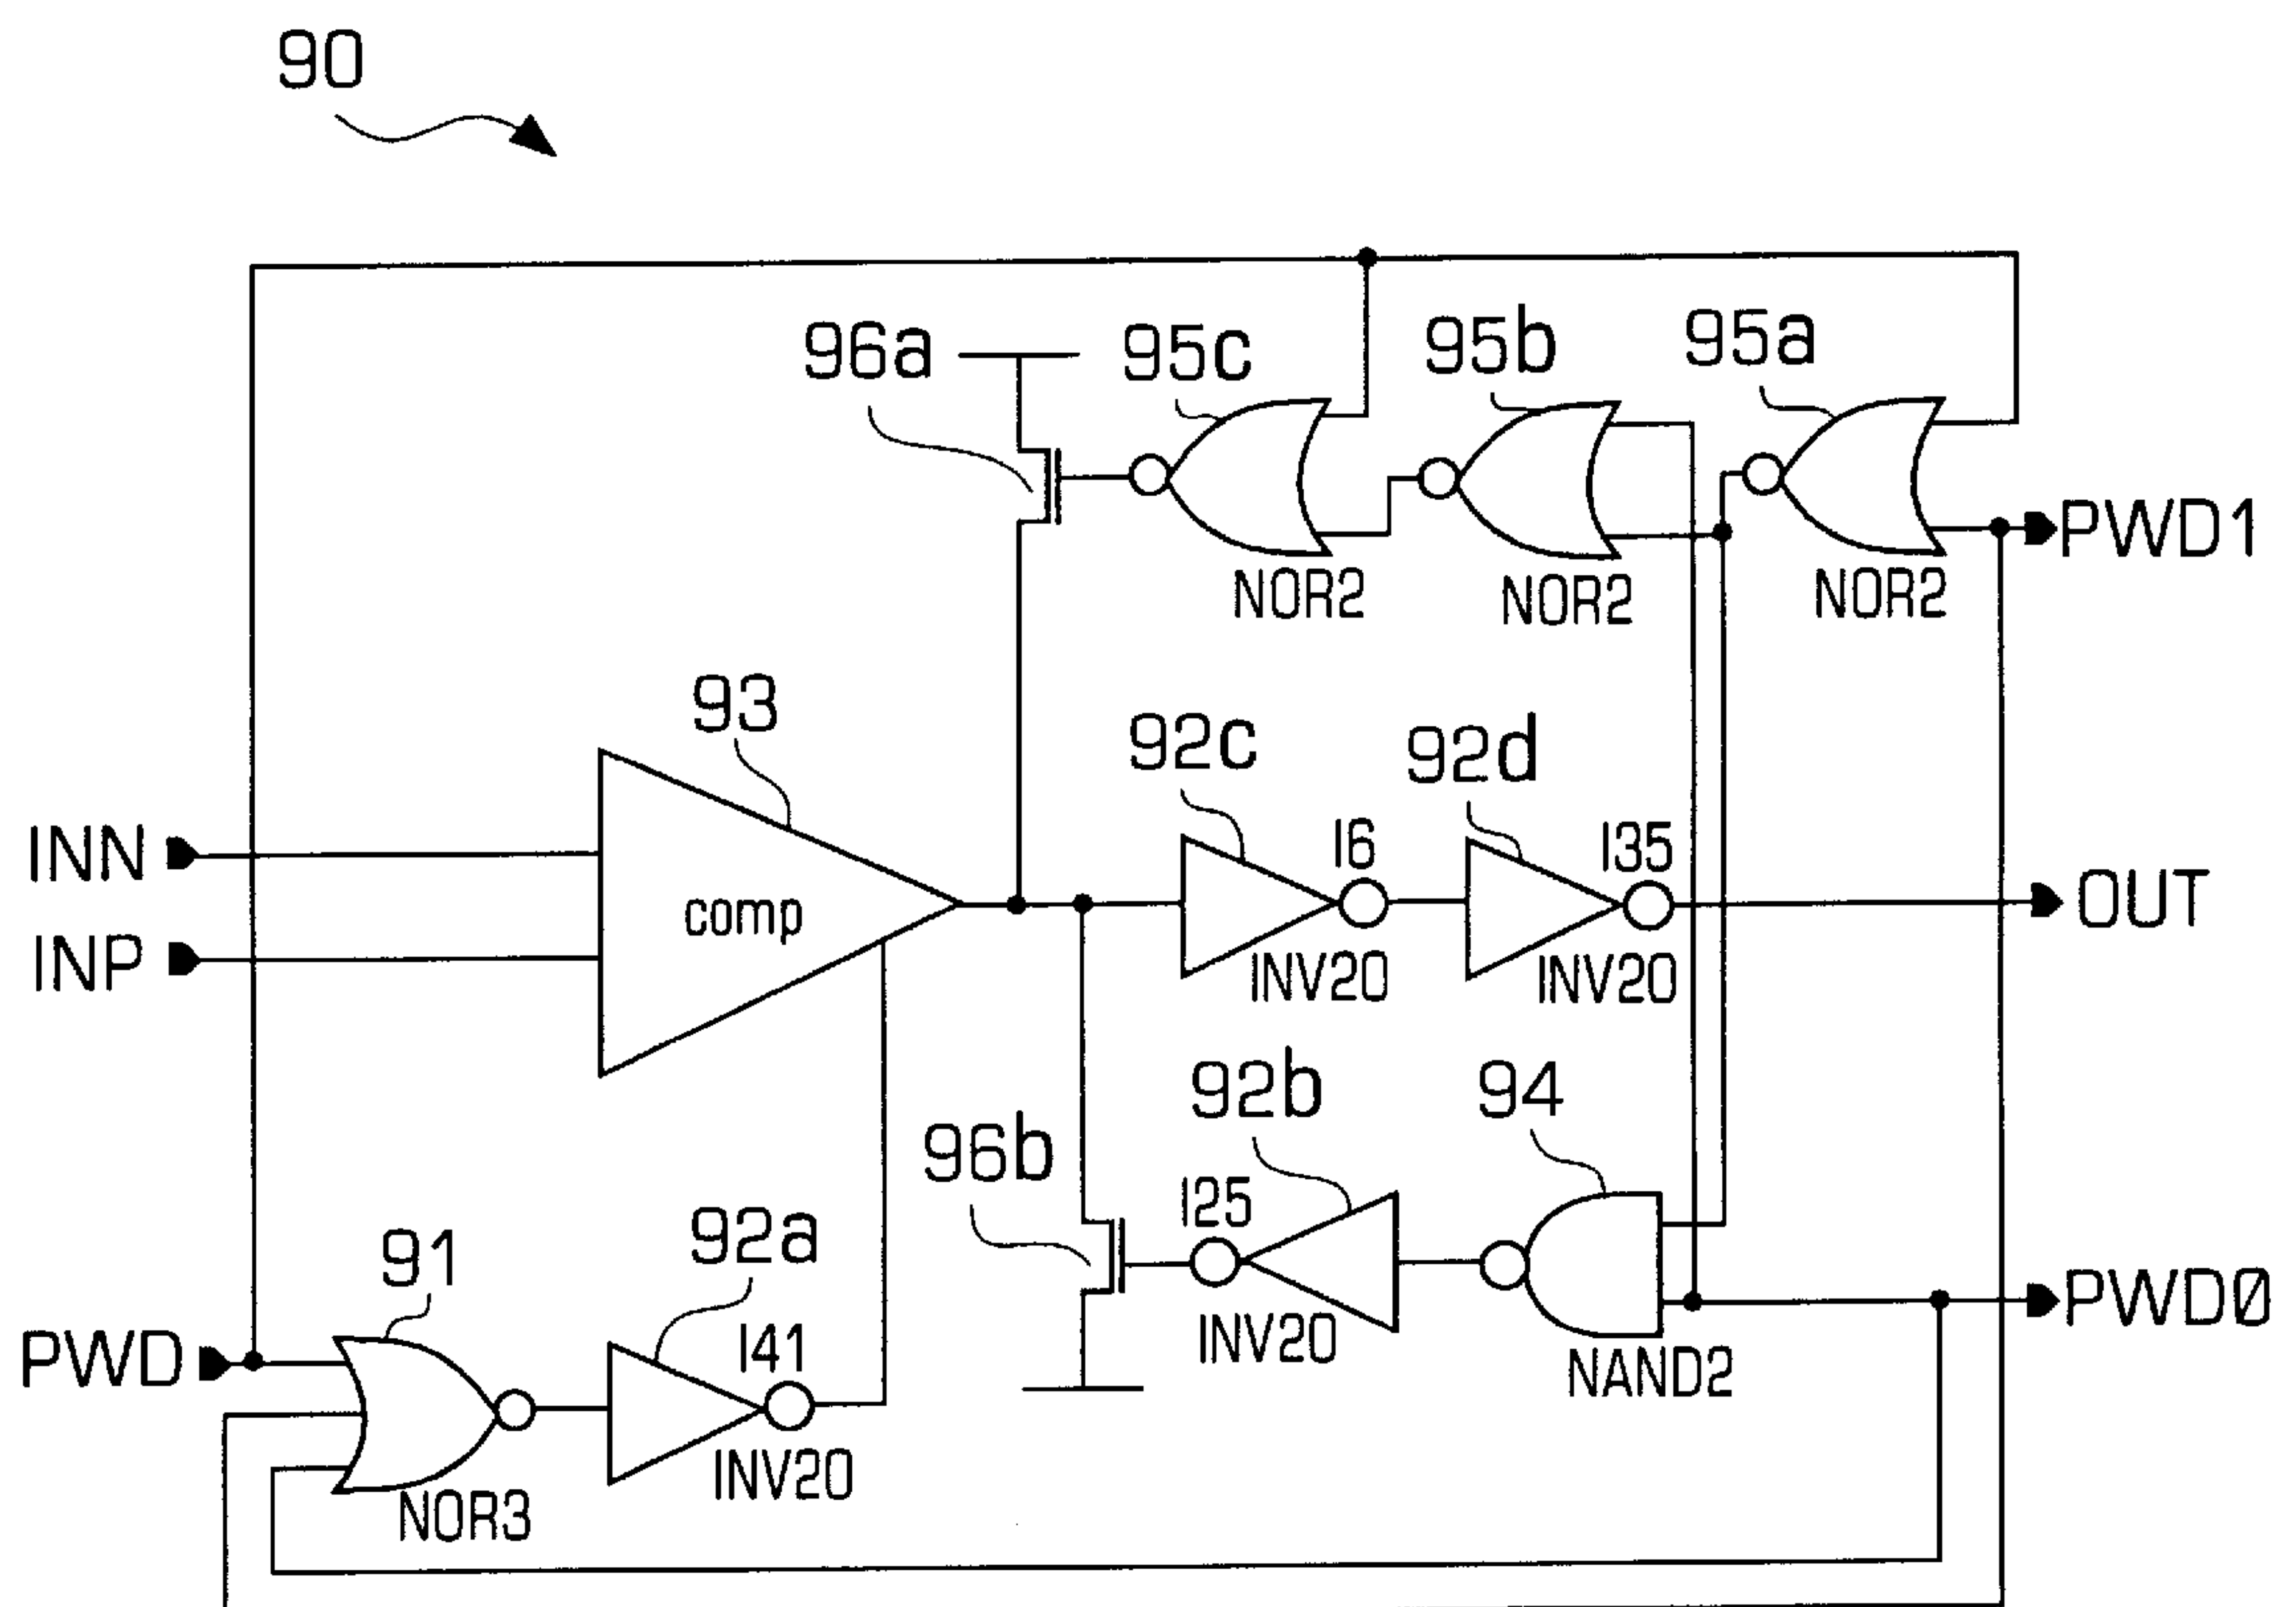 90
96a
95c
95b
95a
PWD1
NOR2
NOR2
NOR2
93
92c
92d
I6
I35
INN
comp
OUT
INP
INV20
INV20
92b
94
96b
I25
92a
91
PWD0
I41
INV20
PWD
NAND2
INV20
NOR3